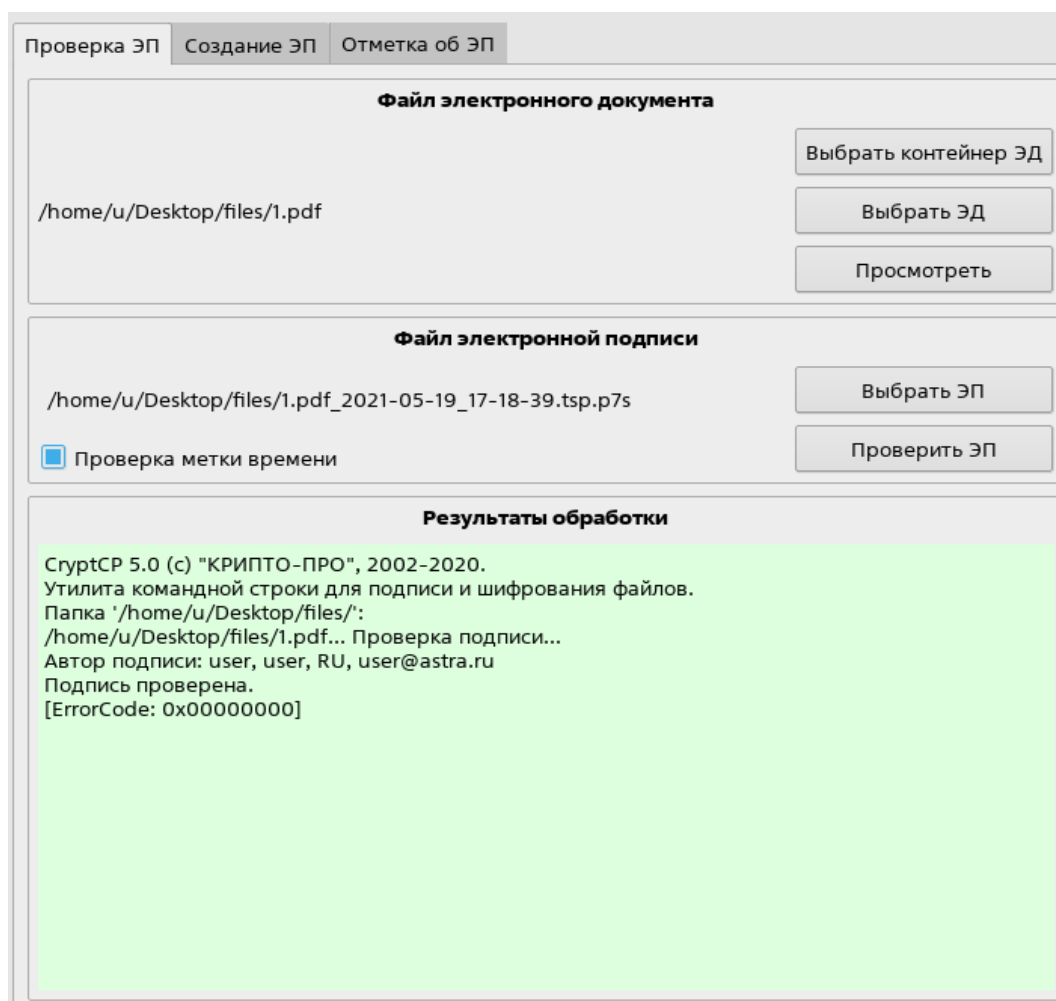 Проверка ЭП
Создание ЭП
Отметка об ЭП
Файл электронного документа
Выбрать контейнер ЭД
/home/u/Desktop/files/1.pdf
Выбрать ЭД
Просмотреть
Файл электронной подписи
/home/u/Desktop/files/1.pdf_2021-05-19_17-18-39.tsp.p7s
Выбрать ЭП
Проверка метки времени
Проверить ЭП
Результаты обработки
CryptCP 5.0 (c) "КРИПТО-ПРО", 2002-2020.
Утилита командной строки для подписи и шифрования файлов.
Папка '/home/u/Desktop/files/':
/home/u/Desktop/files/1.pdf... Проверка подписи...
Автор подписи: user, user, RU, user@astra.ru
Подпись проверена.
[ErrorCode: 0x00000000]